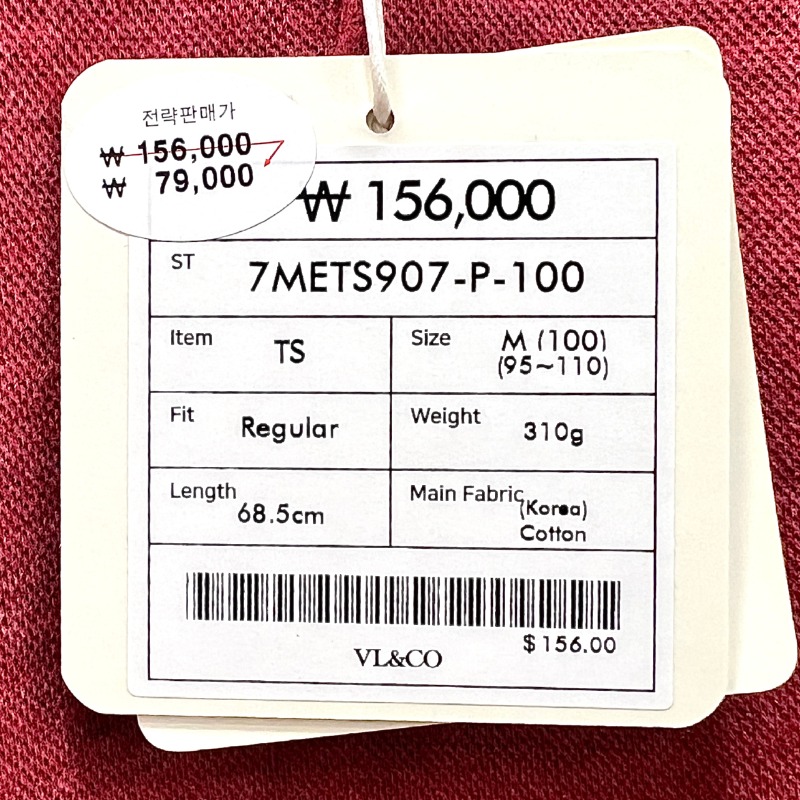 전략판매가
₩ 156,000
₩ 79,000
₩ 156,000
ST 7METS907-P-100
Item TS
Size M (100)
(95~110)
Fit Regular
Weight 310g
Length 68.5cm
Main Fabric (Korea)
Cotton
$156.00
VL&CO